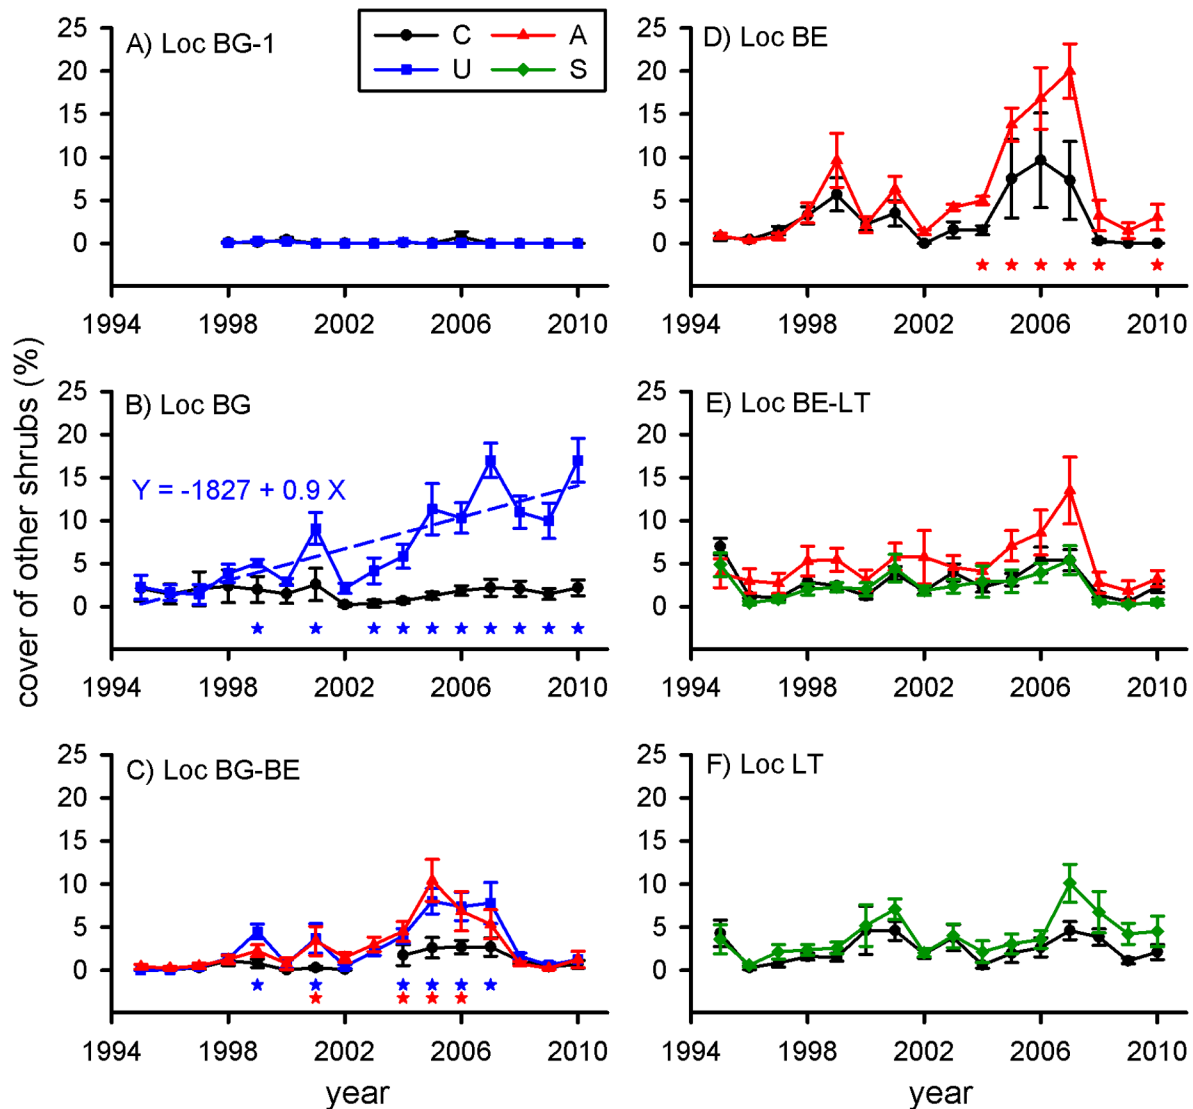 cover of other shrubs (%)
A) Loc BG-1
C A
U S
25
20
15
10
5
0
1994 1998 2002 2006 2010
D) Loc BE
25
20
15
10
5
0
1994 1998 2002 2006 2010
B) Loc BG
Y = -1827 + 0.9 X
25
20
15
10
5
0
1994 1998 2002 2006 2010
E) Loc BE-LT
25
20
15
10
5
0
1994 1998 2002 2006 2010
C) Loc BG-BE
25
20
15
10
5
0
1994 1998 2002 2006 2010
year
F) Loc LT
25
20
15
10
5
0
1994 1998 2002 2006 2010
year